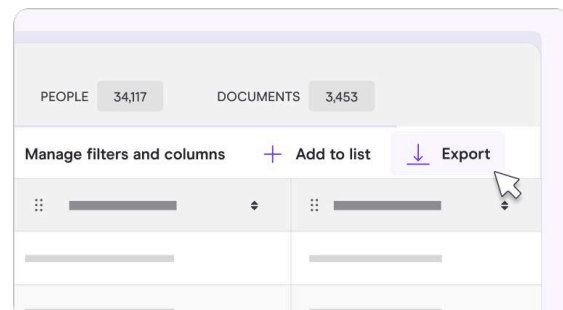 PEOPLE 34,117 DOCUMENTS 3,453
Manage filters and columns Add to list Export